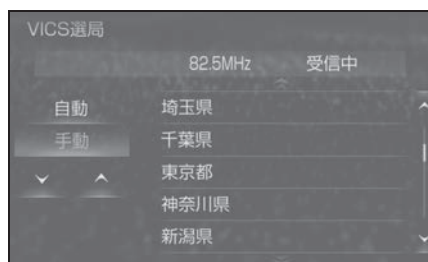 VICS選局
82.5MHz 受信中
自動
手動
埼玉県
千葉県
東京都
神奈川県
新潟県